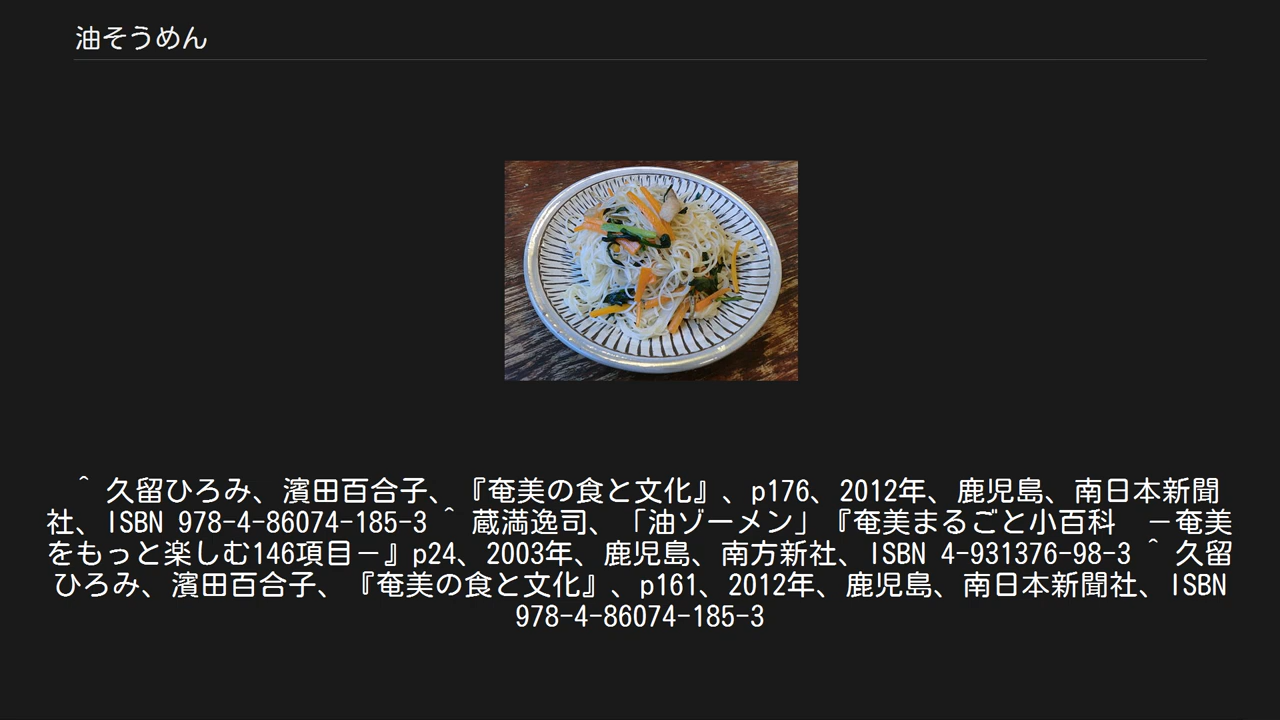 油そうめん
^ 久留ひろみ、濱田百合子、『奄美の食と文化』、p176、2012年、鹿児島、南日本新聞
社、ISBN 978-4-86074-185-3 ^ 蔵満逸司、「油ゾーメン」『奄美まるごと小百科　－奄美
をもっと楽しむ146項目－』p24、2003年、鹿児島、南方新社、ISBN 4-931376-98-3 ^ 久留
ひろみ、濱田百合子、『奄美の食と文化』、p161、2012年、鹿児島、南日本新聞社、ISBN
978-4-86074-185-3